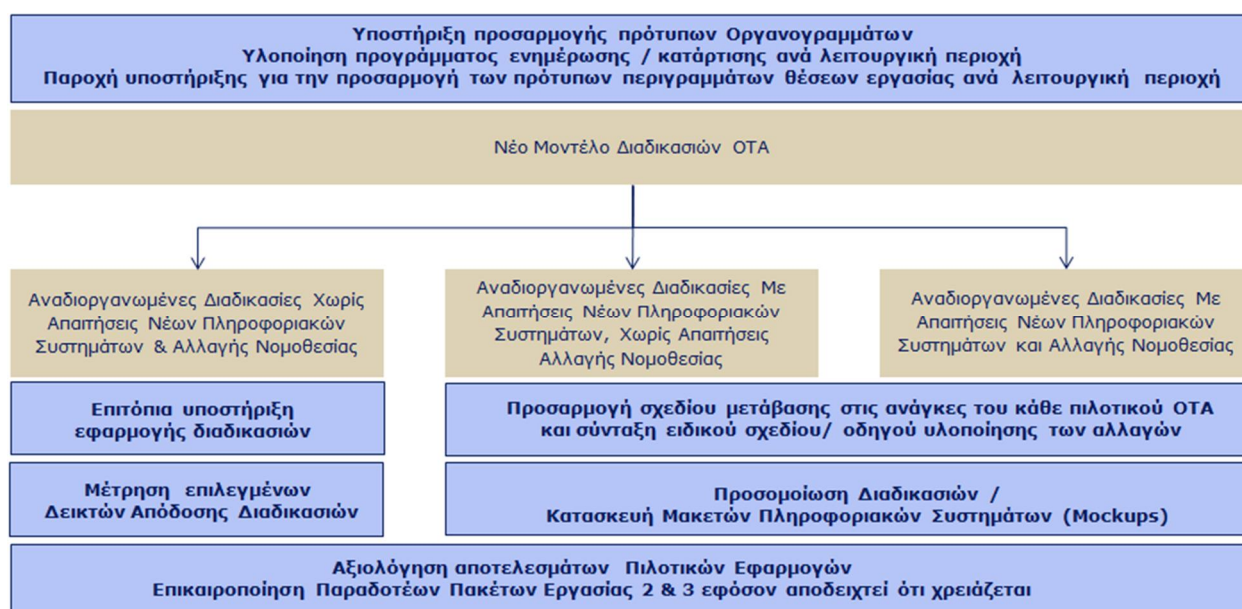 Υποστήριξη προσαρμογής πρότυπων Οργανογραμμάτων
Υλοποίηση προγράμματος ενημέρωσης / κατάρτισης ανά λειτουργική περιοχή
Παροχή υποστήριξης για την προσαρμογή των πρότυπων περιγραμμάτων θέσεων εργασίας ανά λειτουργική περιοχή
Νέο Μοντέλο Διαδικασιών ΟΤΑ
Αναδιοργανωμένες Διαδικασίες Χωρίς
Απαιτήσεις Νέων Πληροφοριακών
Συστημάτων & Αλλαγής Νομοθεσίας
Αναδιοργανωμένες Διαδικασίες Με
Απαιτήσεις Νέων Πληροφοριακών
Συστημάτων, Χωρίς Απαιτήσεις
Αλλαγής Νομοθεσίας
Αναδιοργανωμένες Διαδικασίες Με
Απαιτήσεις Νέων Πληροφοριακών
Συστημάτων και Αλλαγής Νομοθεσίας
Επιτόπια υποστήριξη
εφαρμογής διαδικασιών
Προσαρμογή σχεδίου μετάβασης στις ανάγκες του κάθε πιλοτικού ΟΤΑ
και σύνταξη ειδικού σχεδίου/ οδηγού υλοποίησης των αλλαγών
Μέτρηση επιλεγμένων
Δεικτών Απόδοσης Διαδικασιών
Προσομοίωση Διαδικασιών /
Κατασκευή Μακετών Πληροφοριακών Συστημάτων (Mockups)
Αξιολόγηση αποτελεσμάτων Πιλοτικών Εφαρμογών
Επικαιροποίηση Παραδοτέων Πακέτων Εργασίας 2 & 3 εφόσον αποδειχτεί ότι χρειάζεται